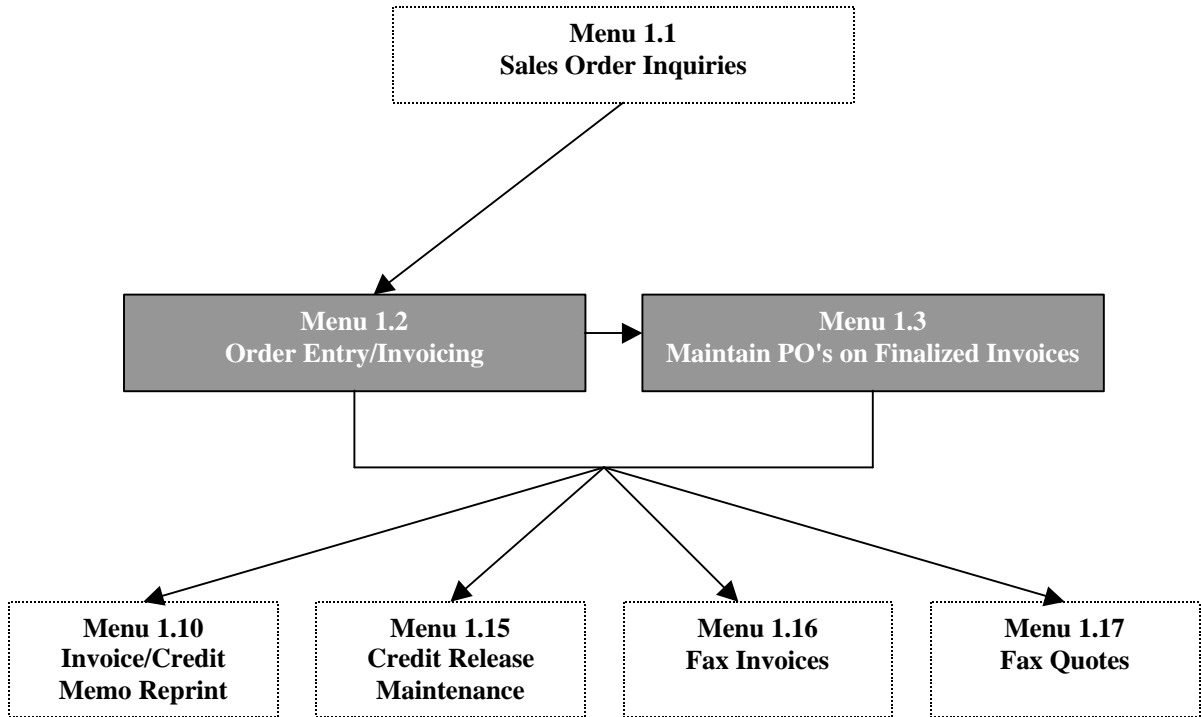 Menu 1.1
Sales Order Inquiries
Menu 1.2
Order Entry/Invoicing
Menu 1.3
Maintain PO's on Finalized Invoices
Menu 1.10
Invoice/Credit
Memo Reprint
Menu 1.15
Credit Release
Maintenance
Menu 1.16
Fax Invoices
Menu 1.17
Fax Quotes